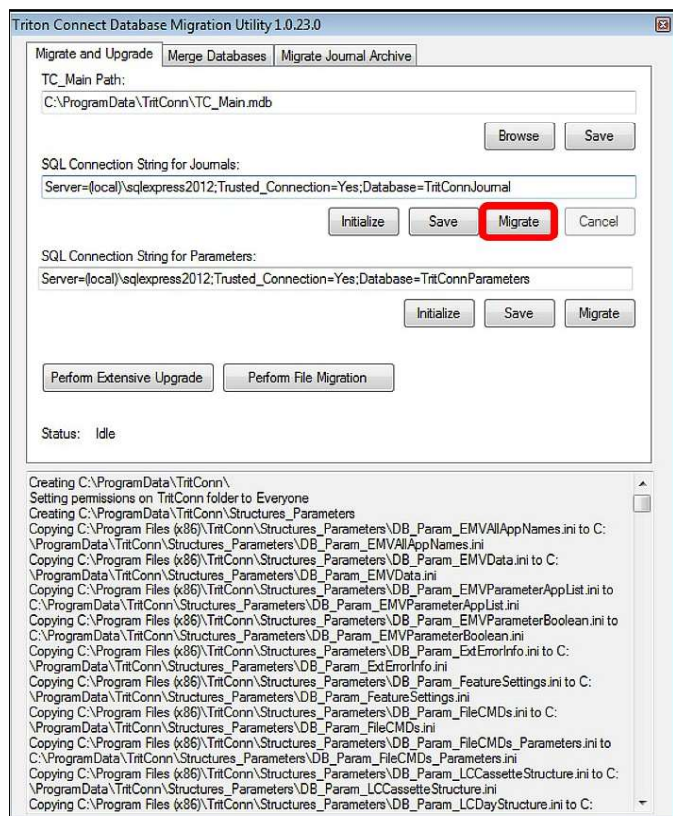 Triton Connect Database Migration Utility 1.0.23.0
Migrate and Upgrade Merge Databases Migrate Journal Archive
TC_Main Path:
C:\ProgramData\TritConn\TC_Main.mdb
Browse Save
SQL Connection String for Journals:
Server=(local)\sqlexpress2012;Trusted_Connection=Yes;Database=TritConnJournal
Initialize Save Migrate Cancel
SQL Connection String for Parameters:
Server=(local)\sqlexpress2012;Trusted_Connection=Yes;Database=TritConnParameters
Initialize Save Migrate
Perform Extensive Upgrade Perform File Migration
Status: Idle
Creating C:\ProgramData\TritConn\
Setting permissions on TritConn folder to Everyone
Creating C:\ProgramData\TritConn\Structures_Parameters
Copying C:\Program Files (x86)\TritConn\Structures_Parameters\DB_Param_EMVAllAppNames.ini to C:
\ProgramData\TritConn\Structures_Parameters\DB_Param_EMVAllAppNames.ini
Copying C:\Program Files (x86)\TritConn\Structures_Parameters\DB_Param_EMVData.ini to C:
\ProgramData\TritConn\Structures_Parameters\DB_Param_EMVData.ini
Copying C:\Program Files (x86)\TritConn\Structures_Parameters\DB_Param_EMVParameterAppList.ini to
C:\ProgramData\TritConn\Structures_Parameters\DB_Param_EMVParameterAppList.ini
Copying C:\Program Files (x86)\TritConn\Structures_Parameters\DB_Param_EMVParameterBoolean.ini to
C:\ProgramData\TritConn\Structures_Parameters\DB_Param_EMVParameterBoolean.ini
Copying C:\Program Files (x86)\TritConn\Structures_Parameters\DB_Param_ExtErrorInfo.ini to C:
\ProgramData\TritConn\Structures_Parameters\DB_Param_ExtErrorInfo.ini
Copying C:\Program Files (x86)\TritConn\Structures_Parameters\DB_Param_FeatureSettings.ini to C:
\ProgramData\TritConn\Structures_Parameters\DB_Param_FeatureSettings.ini
Copying C:\Program Files (x86)\TritConn\Structures_Parameters\DB_Param_FileCMDs.ini to C:
\ProgramData\TritConn\Structures_Parameters\DB_Param_FileCMDs.ini
Copying C:\Program Files (x86)\TritConn\Structures_Parameters\DB_Param_FileCMDs_Parameters.ini to
C:\ProgramData\TritConn\Structures_Parameters\DB_Param_FileCMDs_Parameters.ini
Copying C:\Program Files (x86)\TritConn\Structures_Parameters\DB_Param_LCCassetteStructure.ini to C:
\ProgramData\TritConn\Structures_Parameters\DB_Param_LCCassetteStructure.ini
Copying C:\Program Files (x86)\TritConn\Structures_Parameters\DB_Param_LCDayStructure.ini to C: